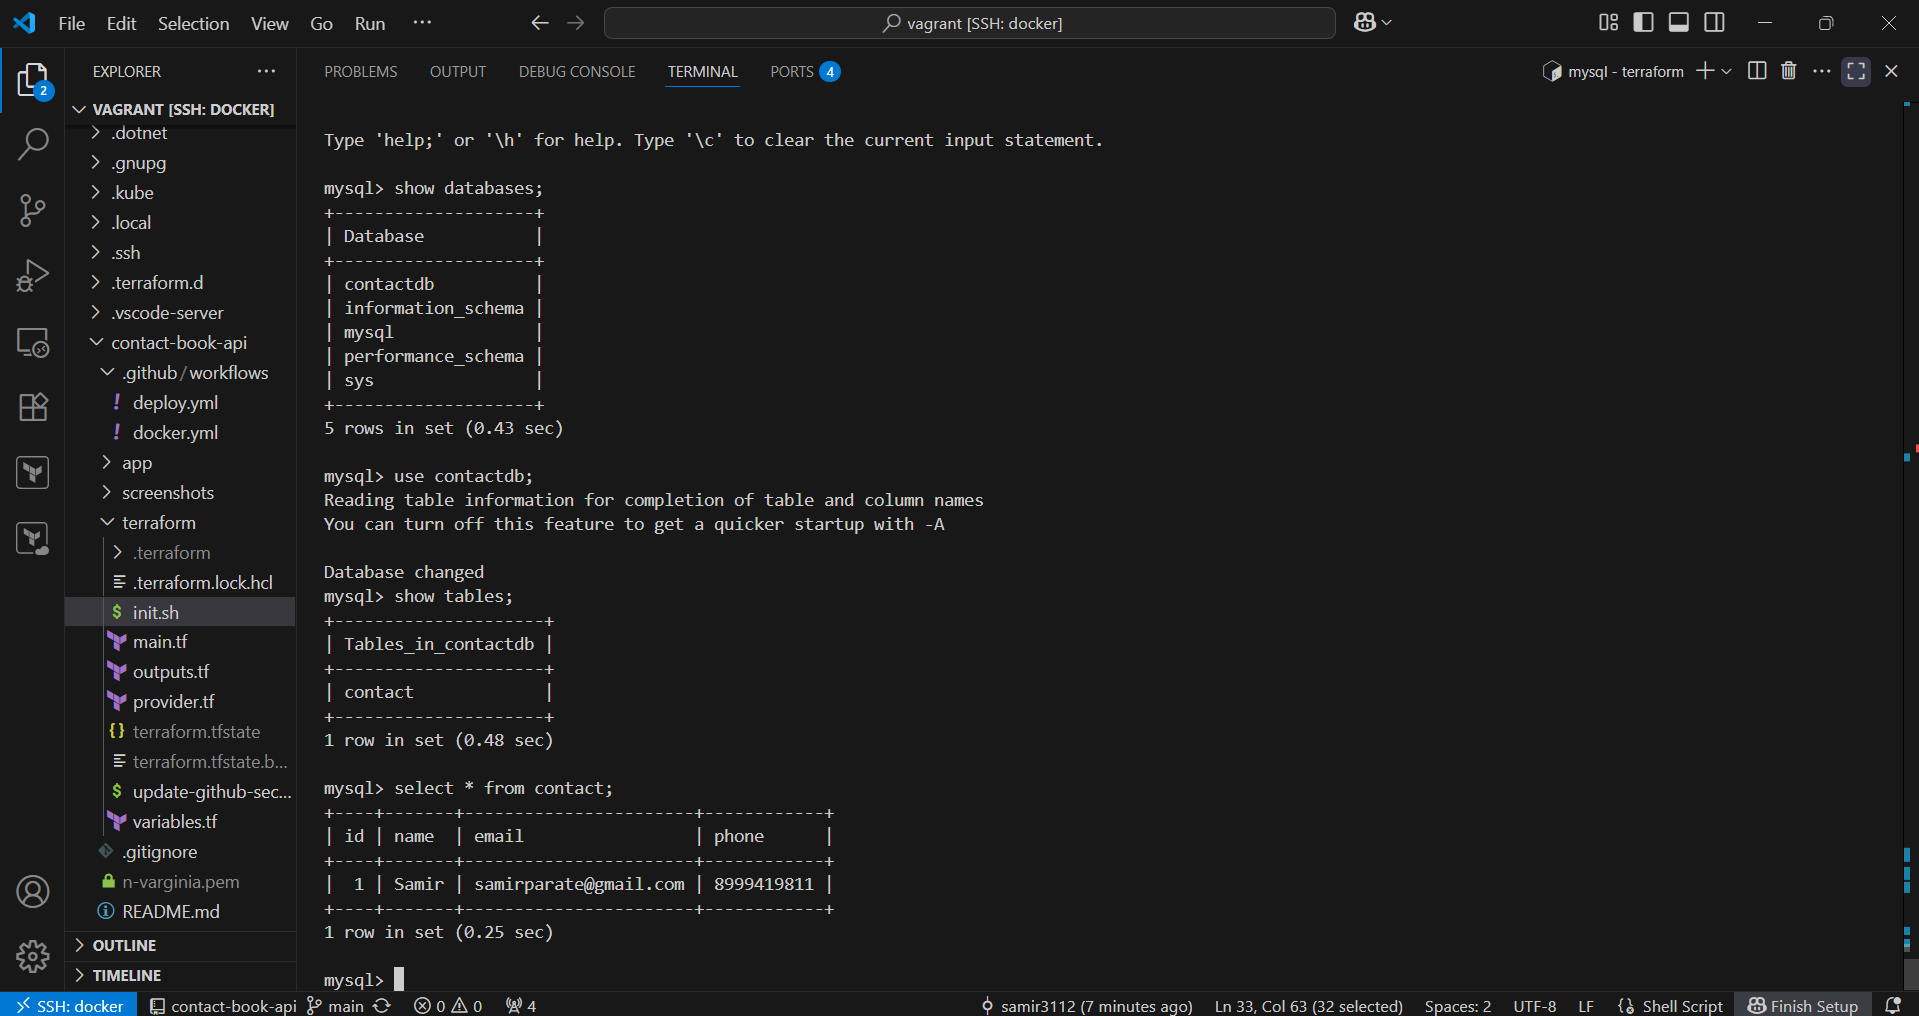 File Edit Selection View Go Run ···
vagrant [SSH: docker]
EXPLORER ···
VAGRANT [SSH: DOCKER]
.dotnet
.gnupg
.kube
.local
.ssh
.terraform.d
.vscode-server
contact-book-api
.github/workflows
! deploy.yml
! docker.yml
app
screenshots
terraform
.terraform
.terraform.lock.hcl
$ init.sh
main.tf
outputs.tf
provider.tf
{} terraform.tfstate
terraform.tfstate.b...
$ update-github-sec...
variables.tf
.gitignore
n-varginia.pem
README.md
OUTLINE
TIMELINE
2
PROBLEMS OUTPUT DEBUG CONSOLE TERMINAL PORTS 4
mysql - terraform
Type 'help;' or '\h' for help. Type '\c' to clear the current input statement.
mysql> show databases;
+--------------------+
| Database           |
+--------------------+
| contactdb          |
| information_schema |
| mysql              |
| performance_schema |
| sys                |
+--------------------+
5 rows in set (0.43 sec)
mysql> use contactdb;
Reading table information for completion of table and column names
You can turn off this feature to get a quicker startup with -A
Database changed
mysql> show tables;
+---------------------+
| Tables_in_contactdb |
+---------------------+
| contact             |
+---------------------+
1 row in set (0.48 sec)
mysql> select * from contact;
+----+-------+-----------------------+------------+
| id | name  | email                 | phone      |
+----+-------+-----------------------+------------+
|  1 | Samir | samirparate@gmail.com | 8999419811 |
+----+-------+-----------------------+------------+
1 row in set (0.25 sec)
mysql>
SSH: docker contact-book-api main 0 0 4 samir3112 (7 minutes ago) Ln 33, Col 63 (32 selected) Spaces: 2 UTF-8 LF Shell Script Finish Setup